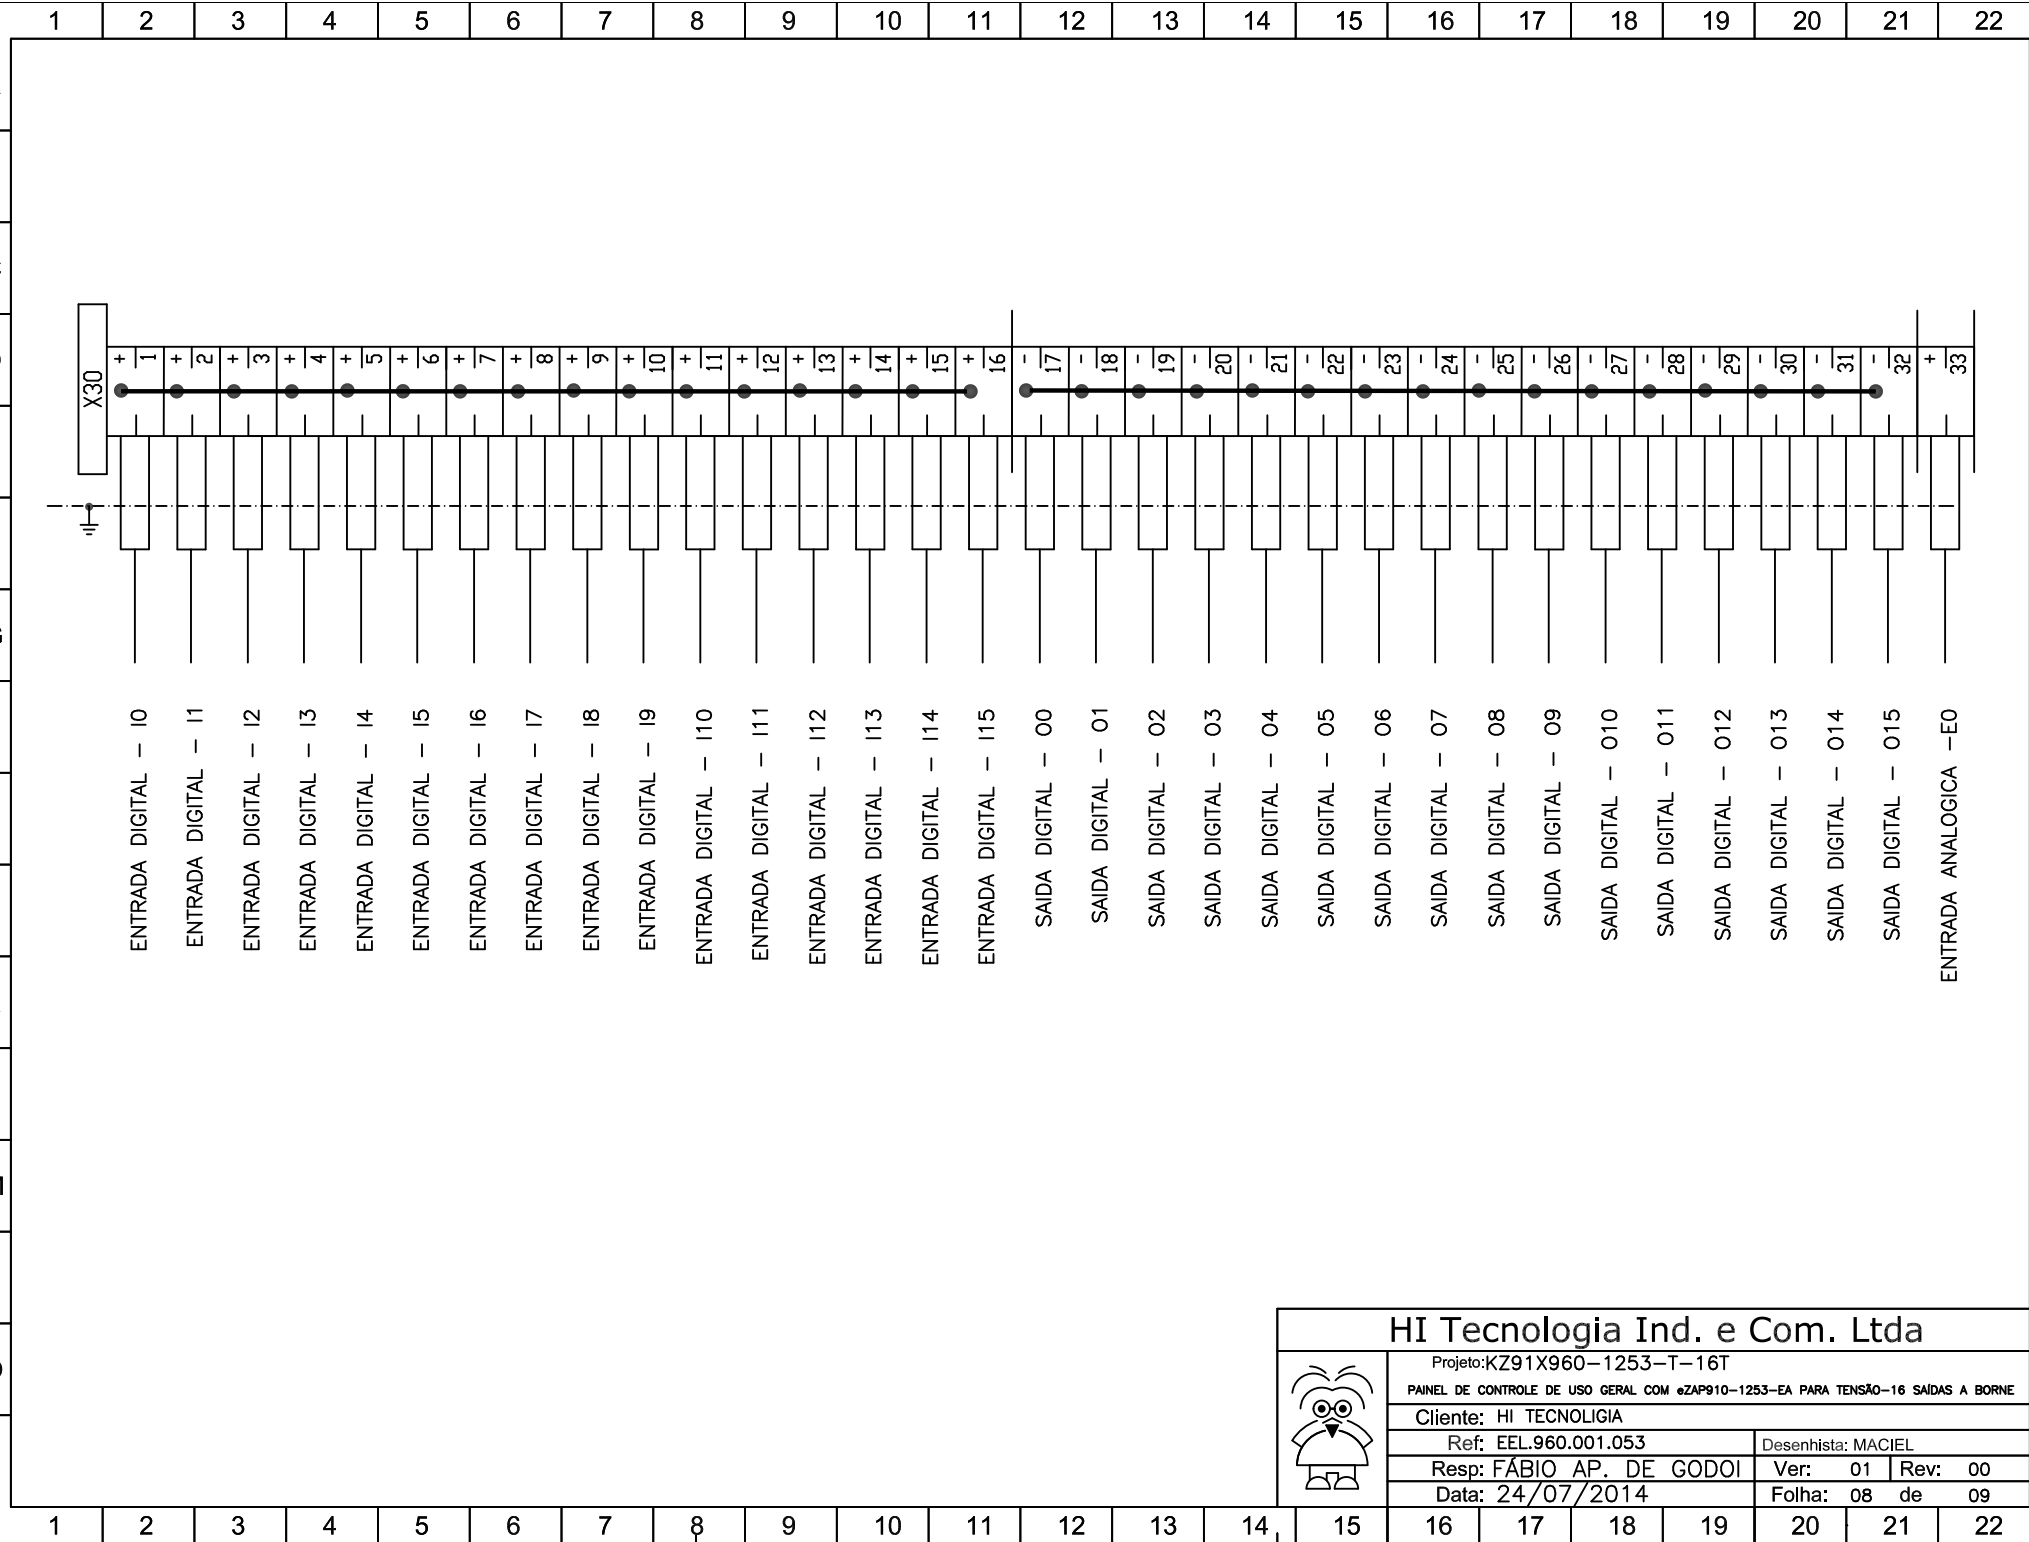 1 2 3 4 5 6 7 8 9 10 11 12 13 14 15 16 17 18 19 20 21 22
X30
+ 1 + 2 + 3 + 4 + 5 + 6 + 7 + 8 + 9 + 10 + 11 + 12 + 13 + 14 + 15 + 16 - 17 - 18 - 19 - 20 - 21 - 22 - 23 - 24 - 25 - 26 - 27 - 28 - 29 - 30 - 31 - 32 + 33
ENTRADA DIGITAL - I0
ENTRADA DIGITAL - I1
ENTRADA DIGITAL - I2
ENTRADA DIGITAL - I3
ENTRADA DIGITAL - I4
ENTRADA DIGITAL - I5
ENTRADA DIGITAL - I6
ENTRADA DIGITAL - I7
ENTRADA DIGITAL - I8
ENTRADA DIGITAL - I9
ENTRADA DIGITAL - I10
ENTRADA DIGITAL - I11
ENTRADA DIGITAL - I12
ENTRADA DIGITAL - I13
ENTRADA DIGITAL - I14
ENTRADA DIGITAL - I15
SAIDA DIGITAL - O0
SAIDA DIGITAL - O1
SAIDA DIGITAL - O2
SAIDA DIGITAL - O3
SAIDA DIGITAL - O4
SAIDA DIGITAL - O5
SAIDA DIGITAL - O6
SAIDA DIGITAL - O7
SAIDA DIGITAL - O8
SAIDA DIGITAL - O9
SAIDA DIGITAL - O10
SAIDA DIGITAL - O11
SAIDA DIGITAL - O12
SAIDA DIGITAL - O13
SAIDA DIGITAL - O14
SAIDA DIGITAL - O15
ENTRADA ANALOGICA -E0
HI Tecnologia Ind. e Com. Ltda
Projeto:KZ91X960-1253-T-16T
PAINEL DE CONTROLE DE USO GERAL COM eZAP910-1253-EA PARA TENSÃO-16 SAÍDAS A BORNE
Cliente: HI TECNOLIGIA
Ref: EEL.960.001.053 Desenhista: MACIEL
Resp: FÁBIO AP. DE GODOI Ver: 01 Rev: 00
Data: 24/07/2014 Folha: 08 de 09
1 2 3 4 5 6 7 8 9 10 11 12 13 14 15 16 17 18 19 20 21 22